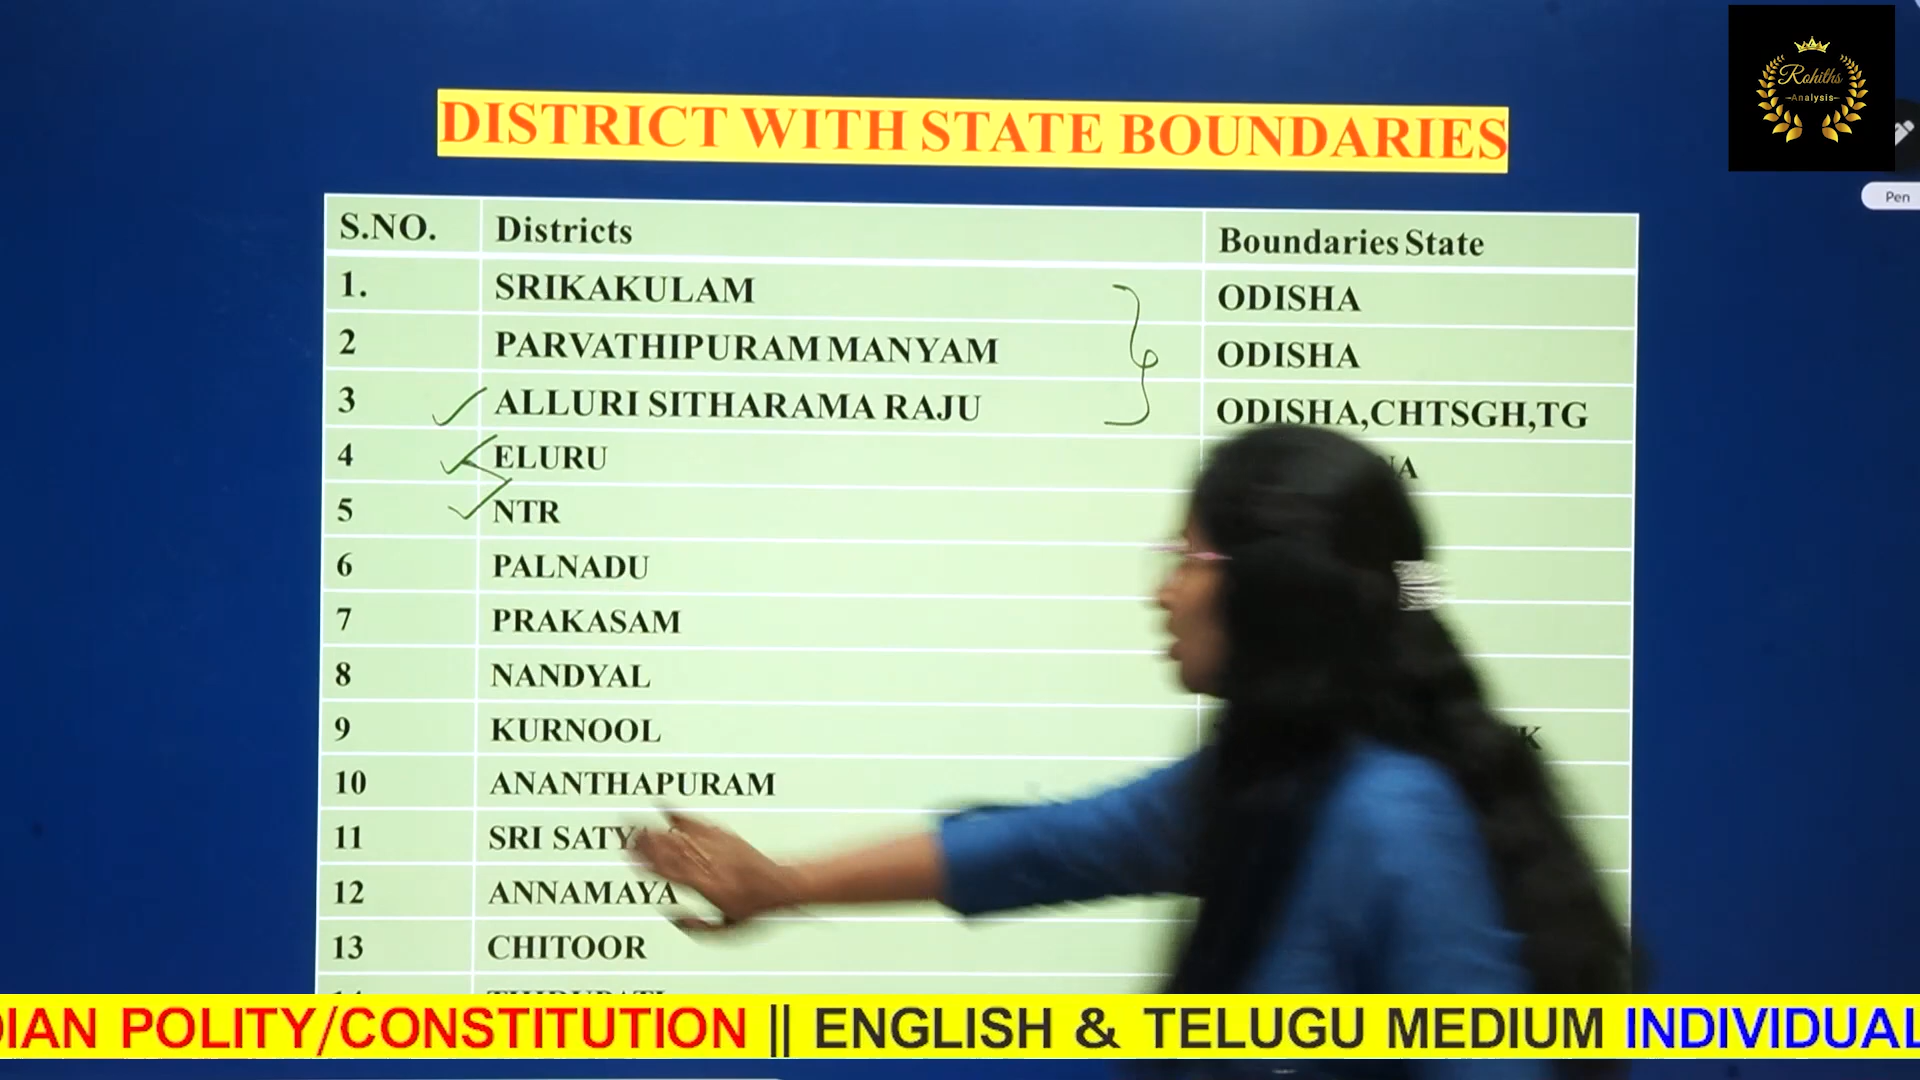 Rohiths
Analysis
Pen
DISTRICT WITH STATE BOUNDARIES
S.NO. Districts Boundaries State
1. SRIKAKULAM ODISHA
2 PARVATHIPURAM MANYAM ODISHA
3 ALLURI SITHARAMA RAJU ODISHA,CHTSGH,TG
4 ELURU
5 NTR
6 PALNADU
7 PRAKASAM
8 NANDYAL
9 KURNOOL
10 ANANTHAPURAM
11 SRI
12 ANNAMAYA
13 CHITOOR
POLITY/CONSTITUTION || ENGLISH & TELUGU MEDIUM INDIVIDUAL